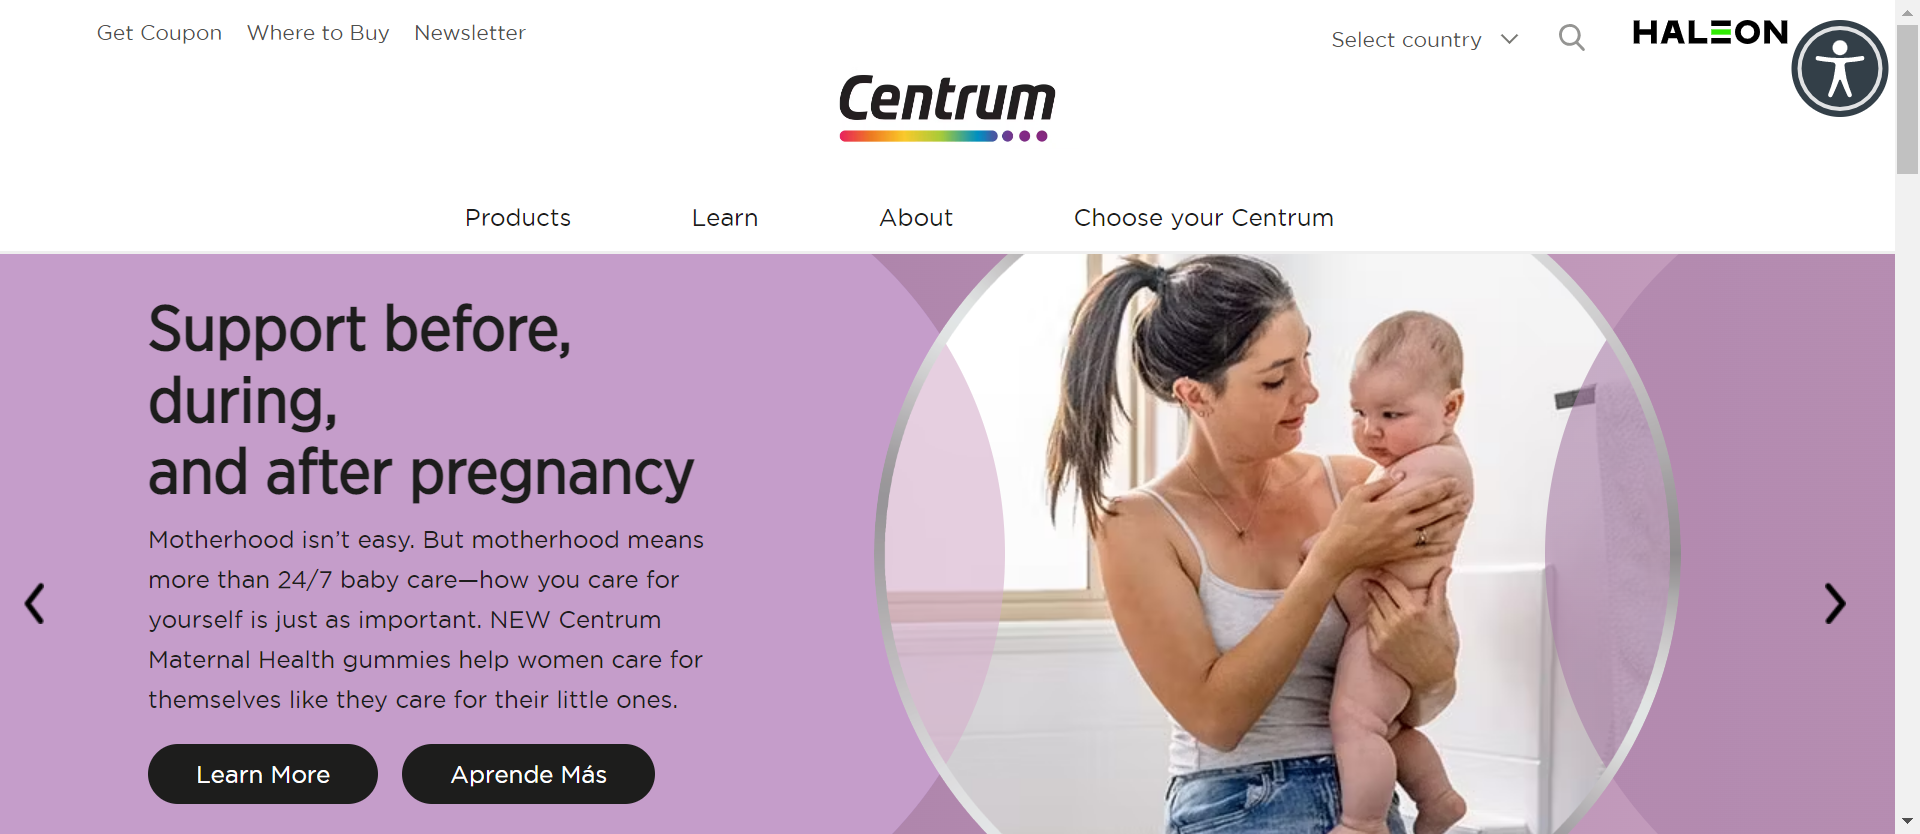 Get Coupon Where to Buy Newsletter
Select country
HALEON
Centrum
Products Learn About Choose your Centrum
Support before,
during,
and after pregnancy
Motherhood isn’t easy. But motherhood means
more than 24/7 baby care—how you care for
yourself is just as important. NEW Centrum
Maternal Health gummies help women care for
themselves like they care for their little ones.
Learn More Aprende Más